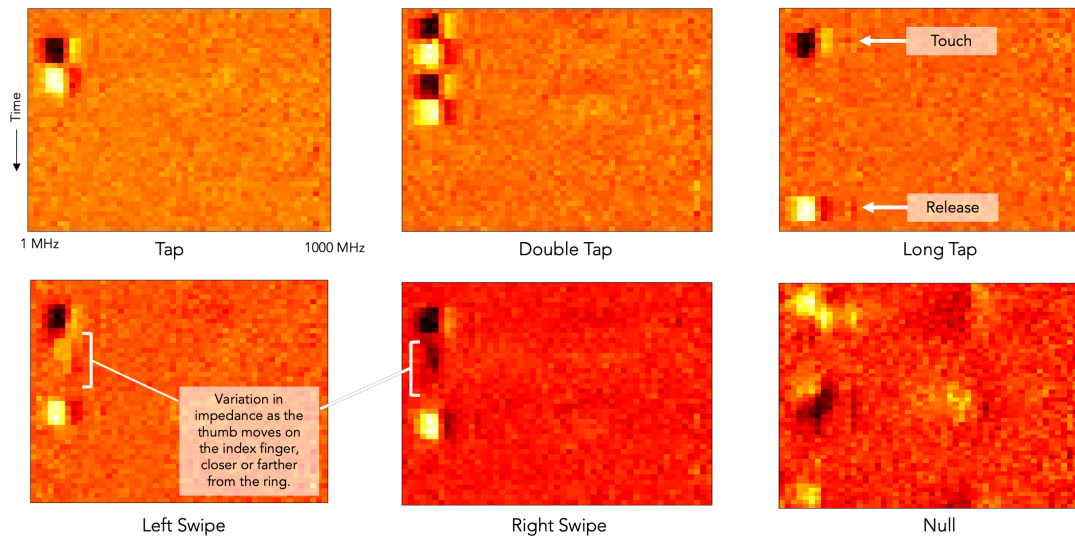 Touch
Time
Release
1 MHz
1000 MHz
Tap
Double Tap
Long Tap
Variation in
impedance as the
thumb moves on
the index finger,
closer or farther
from the ring.
Left Swipe
Right Swipe
Null